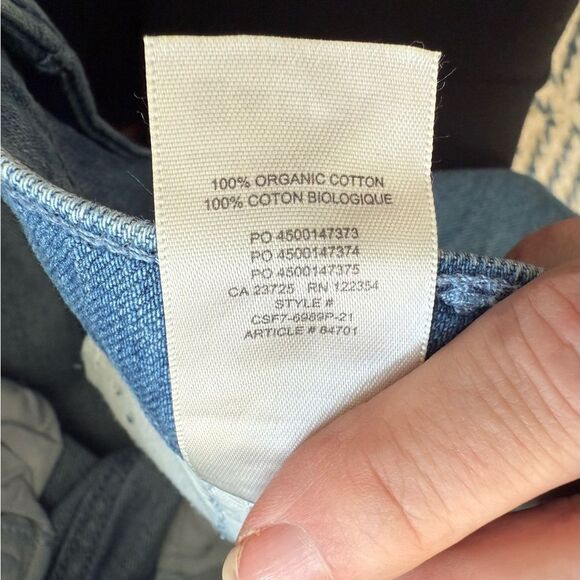 100% ORGANIC COTTON
100% COTON BIOLOGIQUE
PO 4500147373
PO 4500147374
PO 4500147375
CA 23725 RN 122354
STYLE #
CSF7-6989P-21
ARTICLE # 84701